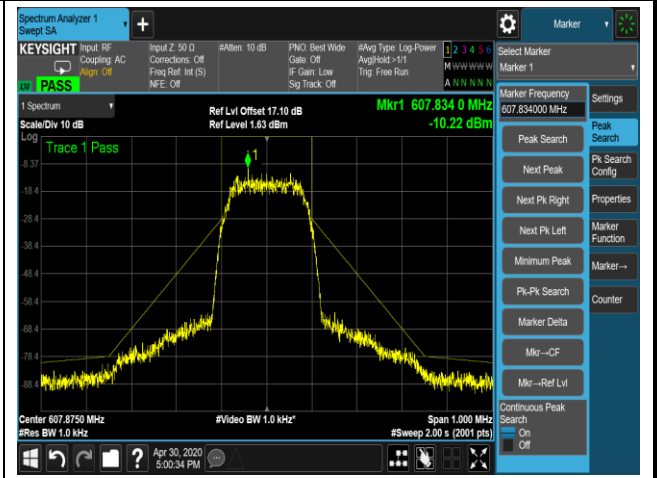 Spectrum Analyzer 1
Swept SA
+
Marker
KEYSIGHT
Input: RF
Coupling: AC
Align: Off
Input Z: 50 Ω
Corrections: Off
Freq Ref: Int (S)
NFE: Off
#Atten: 10 dB
PNO: Best Wide
Gate: Off
IF Gain: Low
Sig Track: Off
#Avg Type: Log-Power
Avg|Hold:>1/1
Trig: Free Run
1 2 3 4 5 6
M W W W W W
A N N N N N
PASS
Select Marker
Marker 1
1 Spectrum
Scale/Div 10 dB
Log
Ref Lvl Offset 17.10 dB
Ref Level 1.63 dBm
Mkr1 607.834 0 MHz
-10.22 dBm
Trace 1 Pass
1
-8.37
-18.4
-28.4
-38.4
-48.4
-58.4
-68.4
-78.4
-88.4
Center 607.8750 MHz
#Res BW 1.0 kHz
#Video BW 1.0 kHz*
Span 1.000 MHz
#Sweep 2.00 s (2001 pts)
Marker Frequency
607.834000 MHz
Peak Search
Next Peak
Next Pk Right
Next Pk Left
Minimum Peak
Pk-Pk Search
Marker Delta
Mkr→CF
Mkr→Ref Lvl
Continuous Peak
Search
On
Off
Settings
Peak
Search
Pk Search
Config
Properties
Marker
Function
Marker→
Counter
?
Apr 30, 2020
5:00:34 PM